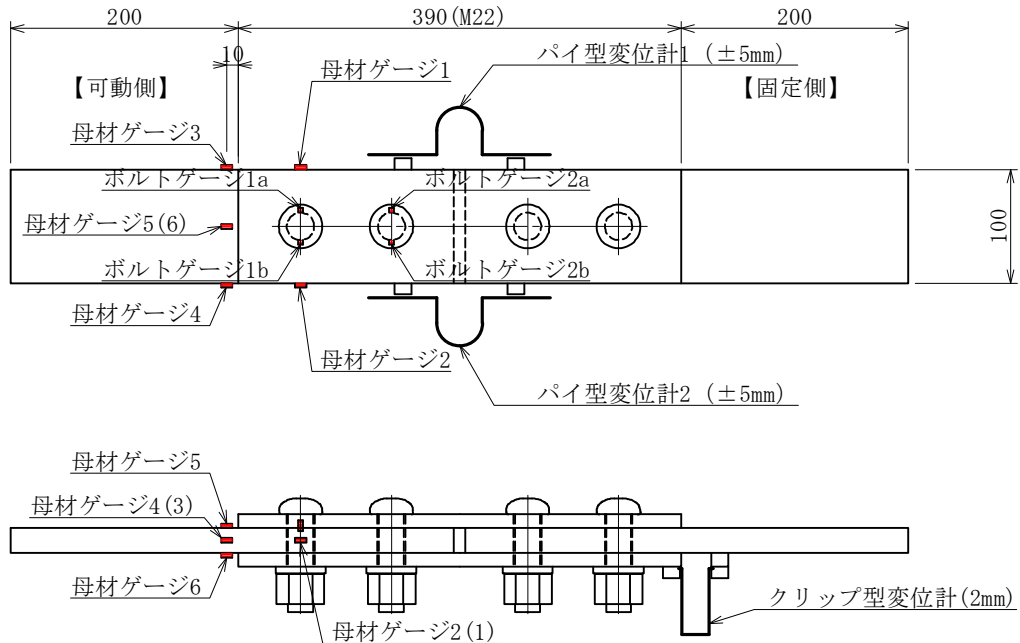 200
390(M22)
200
10
パイ型変位計1 (±5mm)
【可動側】
母材ゲージ1
【固定側】
母材ゲージ3
ボルトゲージ1a
ボルトゲージ2a
母材ゲージ5(6)
100
ボルトゲージ1b
ボルトゲージ2b
母材ゲージ4
母材ゲージ2
パイ型変位計2 (±5mm)
母材ゲージ5
母材ゲージ4(3)
母材ゲージ6
クリップ型変位計(2mm)
母材ゲージ2(1)